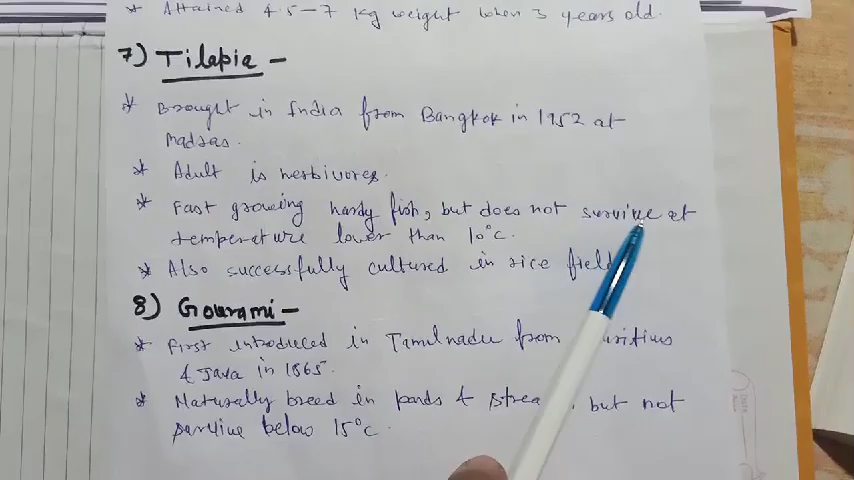 * Attained 4.5-7 Kg weight when 3 years old.
7) Tilapia -
* Brought in India from Bangkok in 1952 at
Madras.
* Adult is herbivores.
* Fast growing hardy fish, but does not survive at
temperature lower than 10°C.
* Also successfully cultured in rice field
8) Gourami -
* First introduced in Tamilnadu from
& Java in 1865.
* Naturally breed in ponds & , but not
survive below 15°C.